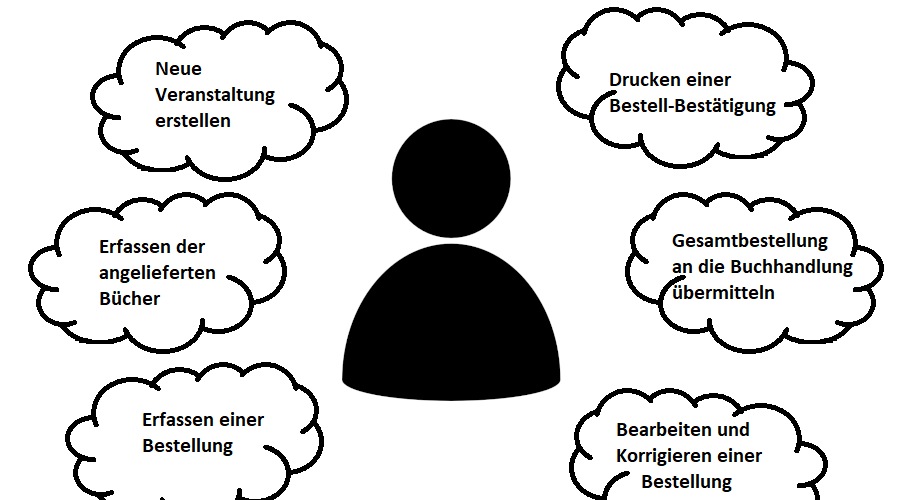 Neue
Veranstaltung
erstellen
Drucken einer
Bestell-Bestätigung
Erfassen der
angelieferten
Bücher
Gesamtbestellung
an die Buchhandlung
übermitteln
Erfassen einer
Bestellung
Bearbeiten und
Korrigieren einer
Bestellung